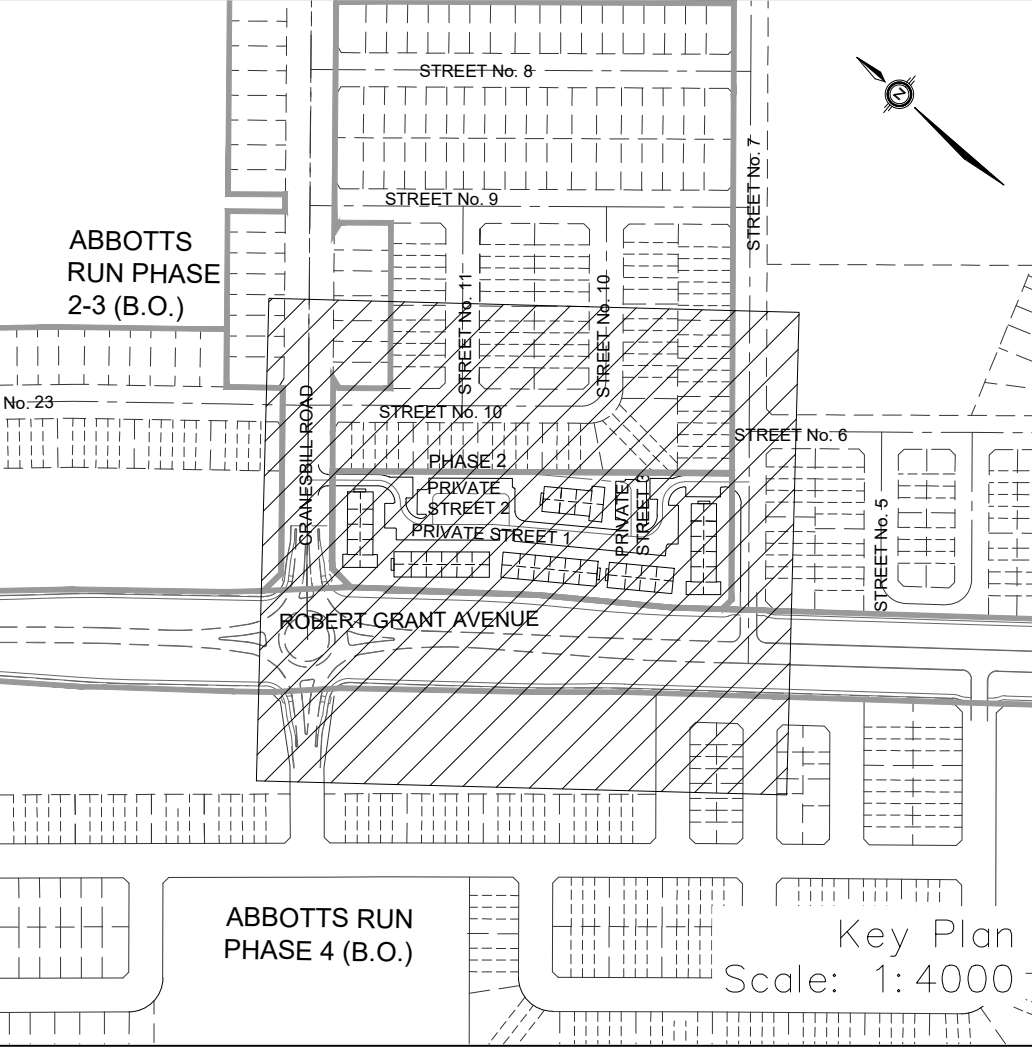 STREET No. 8
N
STREET No. 7
STREET No. 9
ABBOTTS
RUN PHASE
2-3 (B.O.)
STREET No. 11
STREET No. 10
No. 23
CRANESBILL ROAD
STREET No. 10
STREET No. 6
PHASE 2
PRIVATE
STREET 2
PRIVATE
STREET 3
PRIVATE STREET 1
STREET No. 5
ROBERT GRANT AVENUE
ABBOTTS RUN
PHASE 4 (B.O.)
Key Plan
Scale: 1:4000